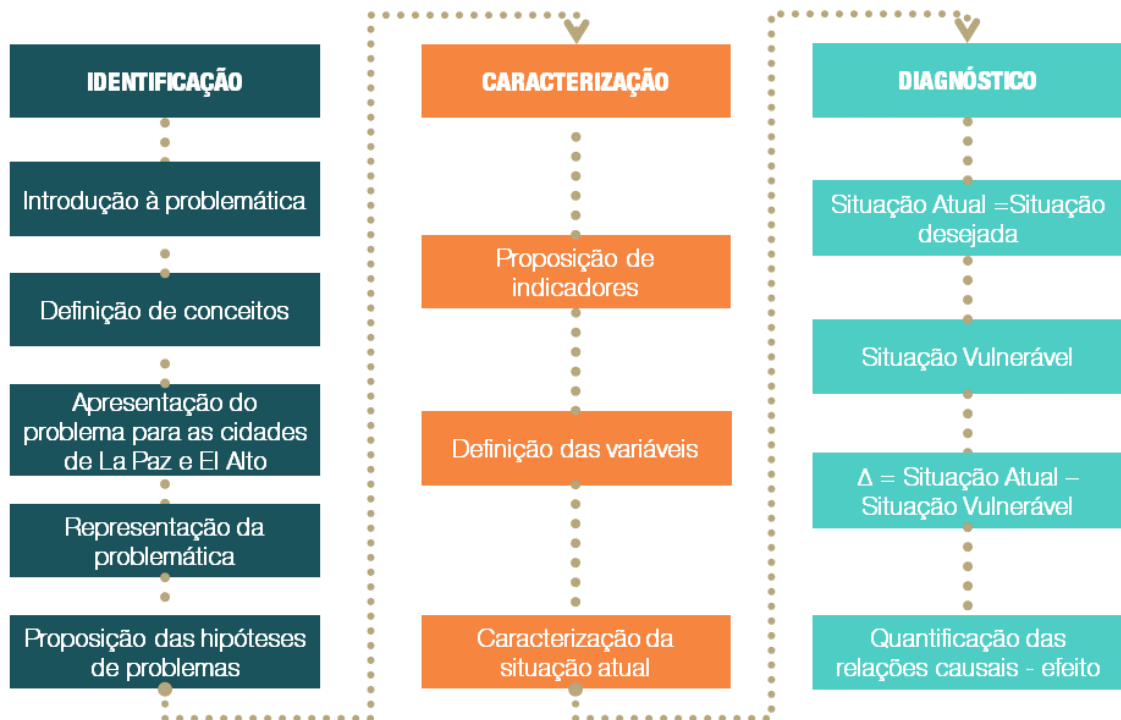 IDENTIFICAÇÃO
Introdução à problemática
Definição de conceitos
Apresentação do
problema para as cidades
de La Paz e El Alto
Representação da
problemática
Proposição das hipóteses
de problemas
CARACTERIZAÇÃO
Proposição de
indicadores
Definição das variáveis
Caracterização da
situação atual
DIAGNÓSTICO
Situação Atual =Situação
desejada
Situação Vulnerável
Δ = Situação Atual –
Situação Vulnerável
Quantificação das
relações causais - efeito